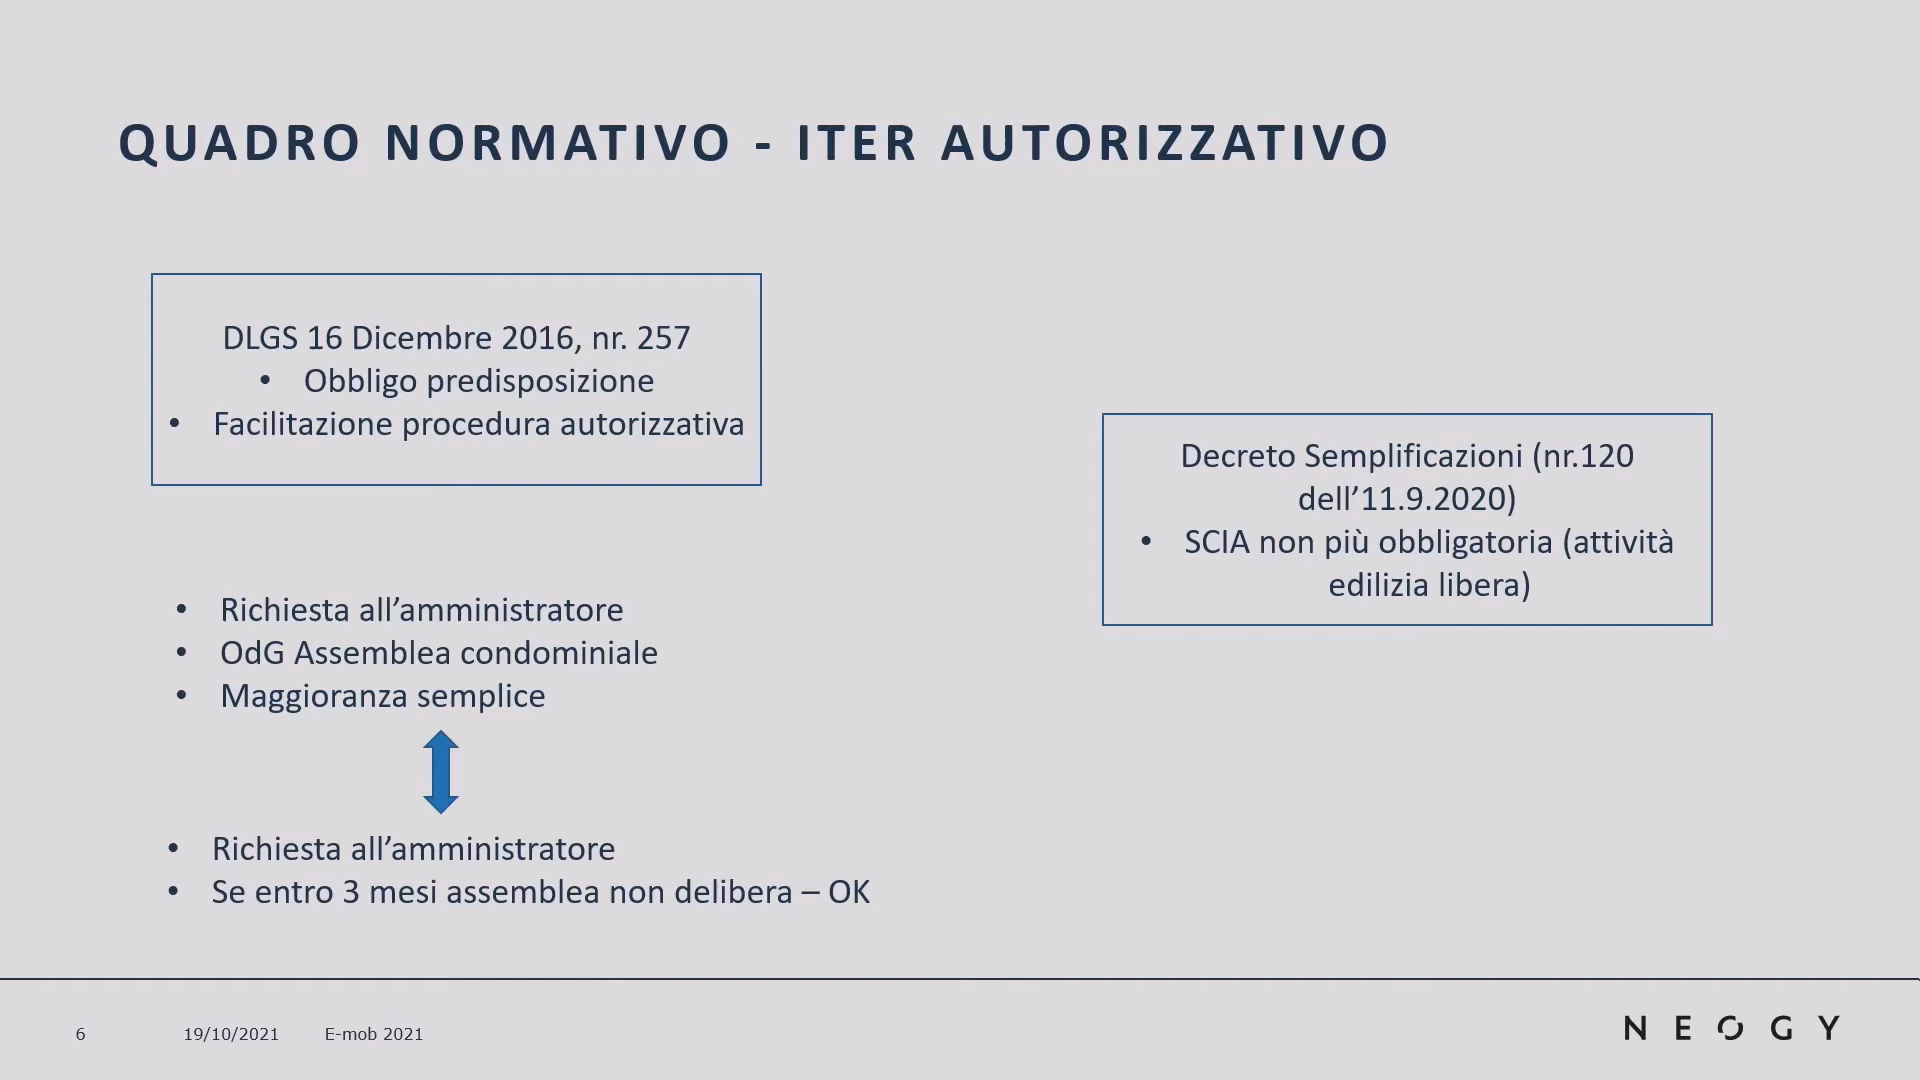 QUADRO NORMATIVO - ITER AUTORIZZATIVO
DLGS 16 Dicembre 2016, nr. 257
• Obbligo predisposizione
• Facilitazione procedura autorizzativa
Decreto Semplificazioni (nr.120
dell’11.9.2020)
• SCIA non più obbligatoria (attività
edilizia libera)
• Richiesta all’amministratore
• OdG Assemblea condominiale
• Maggioranza semplice
• Richiesta all’amministratore
• Se entro 3 mesi assemblea non delibera – OK
6 19/10/2021 E-mob 2021
NEOGY